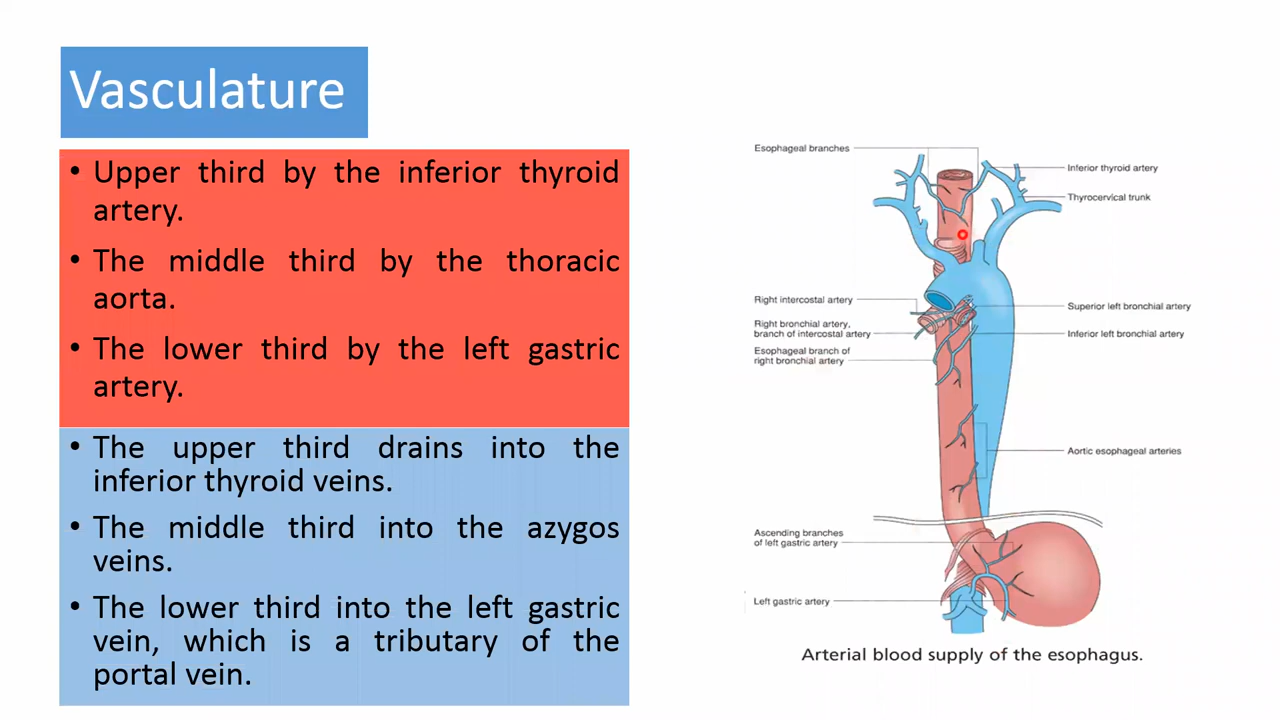 Vasculature
• Upper third by the inferior thyroid
artery.
• The middle third by the thoracic
aorta.
• The lower third by the left gastric
artery.
• The upper third drains into the
inferior thyroid veins.
• The middle third into the azygos
veins.
• The lower third into the left gastric
vein, which is a tributary of the
portal vein.
Esophageal branches
Inferior thyroid artery
Thyrocervical trunk
Right intercostal artery
Superior left bronchial artery
Right bronchial artery,
branch of intercostal artery
Inferior left bronchial artery
Esophageal branch of
right bronchial artery
Aortic esophageal arteries
Ascending branches
of left gastric artery
Left gastric artery
Arterial blood supply of the esophagus.